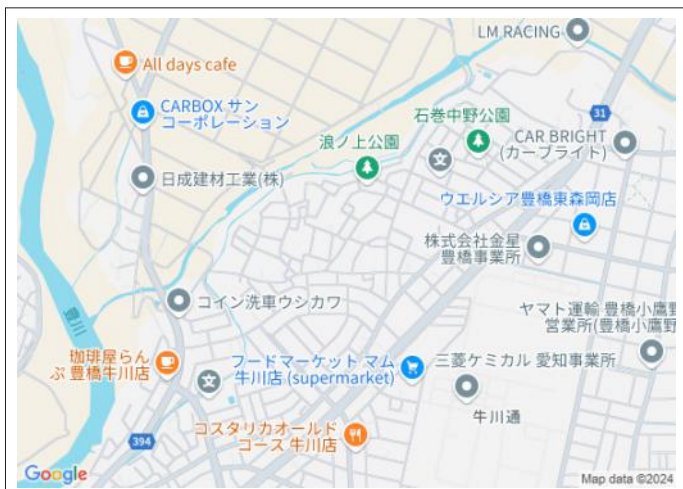 LM RACING
All days cafe
CARBOX サン
コーポレーション
石巻中野公園
31
浪ノ上公園
CAR BRIGHT
(カーブライト)
日成建材工業(株)
文
ウエルシア豊橋東森岡店
株式会社金星
豊橋事業所
コイン洗車ウシカワ
豊川
ヤマト運輸 豊橋小鷹野
営業所(豊橋小鷹野
珈琲屋らん
ぷ 豊橋牛川店
文
フードマーケット マム
牛川店 (supermarket)
三菱ケミカル 愛知事業所
牛川通
394
コスタリカオールド
コース 牛川店
Google
Map data ©2024